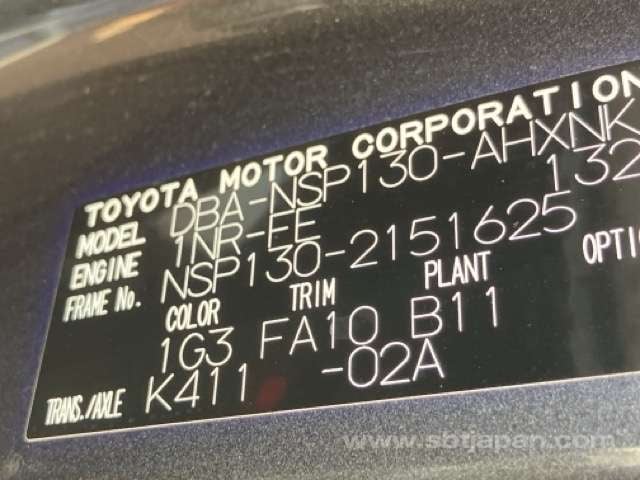 TOYOTA MOTOR CORPORATION
MODEL DBA-NSP130-AHXNK
ENGINE 1NR-FE 132
FRAME No. NSP130-2151625
COLOR TRIM PLANT OPTI
1G3 FA10 B11
TRANS./AXLE K411 -02A
www.sbtjapan.com